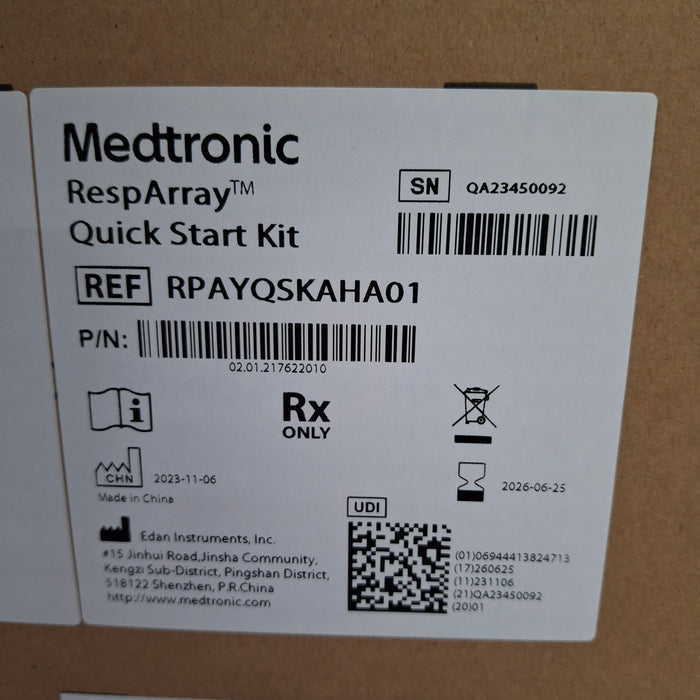 Medtronic
RespArray™
Quick Start Kit
SN QA23450092
REF RPAYQSKAHA01
P/N:
02.01.217622010
i
Rx
ONLY
CHN 2023-11-06
Made in China
2026-06-25
Edan Instruments, Inc.
#15 Jinhui Road,Jinsha Community,
Kengzi Sub-District, Pingshan District,
518122 Shenzhen, P.R.China
http://www.medtronic.com
UDI
(01)06944413824713
(17)260625
(11)231106
(21)QA23450092
(20)01